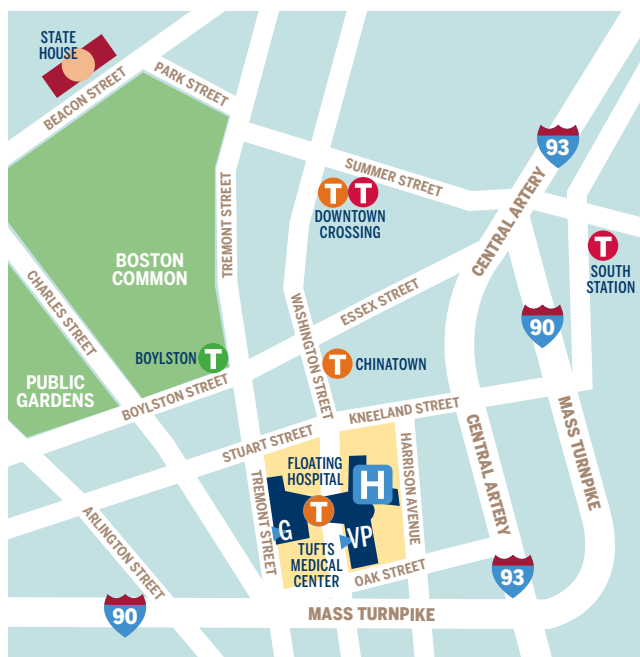 STATE
HOUSE
BEACON STREET
PARK STREET
93
SUMMER STREET
T T
DOWNTOWN
CROSSING
CENTRAL ARTERY
TREMONT STREET
BOSTON
COMMON
T
SOUTH
STATION
CHARLES STREET
WASHINGTON STREET
ESSEX STREET
90
BOYLSTON T
T CHINATOWN
PUBLIC
GARDENS
BOYLSTON STREET
KNEELAND STREET
STUART STREET
MASS TURNPIKE
CENTRAL ARTERY
HARRISON AVENUE
FLOATING
HOSPITAL
H
TREMONT STREET
T
G
VP
TUFTS
MEDICAL
CENTER
OAK STREET
ARLINGTON STREET
93
90
MASS TURNPIKE